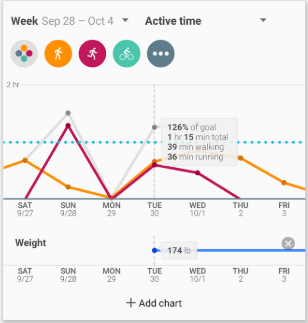 Week Sep 28 – Oct 4 Active time
2 hr
126% of goal
1 hr 15 min total
39 min walking
36 min running
SAT SUN MON TUE WED THU FRI
9/27 9/28 29 30 10/1 2 3
Weight
174 lb
SAT SUN MON TUE WED THU FRI
9/27 9/28 29 30 10/1 2 3
+ Add chart